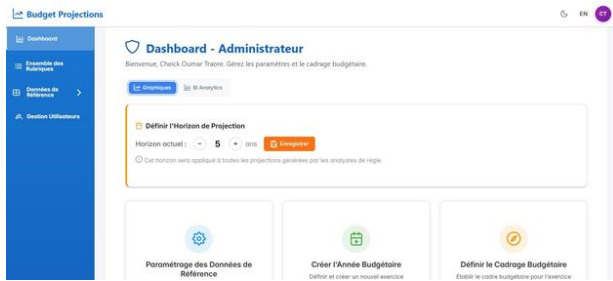 Budget Projections
EN
CT
Dashboard
Ensemble des
Rubriques
Données de
Référence
Gestion Utilisateurs
Dashboard - Administrateur
Bienvenue, Cheick Oumar Traore. Gérez les paramètres et le cadrage budgétaire.
Graphiques
BI Analytics
Définir l'Horizon de Projection
Horizon actuel :
−
5
+
ans
Enregistrer
Cet horizon sera appliqué à toutes les projections générées par les analystes de régie.
Paramétrage des Données de
Référence
Créer l'Année Budgétaire
Définir et créer un nouvel exercice
Définir le Cadrage Budgétaire
Établir le cadre budgétaire pour l'exercice